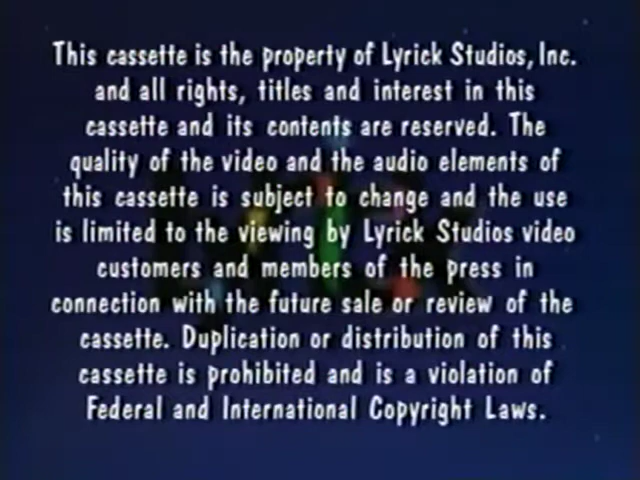 This cassette is the property of Lyrick Studios, Inc.
and all rights, titles and interest in this
cassette and its contents are reserved. The
quality of the video and the audio elements of
this cassette is subject to change and the use
is limited to the viewing by Lyrick Studios video
customers and members of the press in
connection with the future sale or review of the
cassette. Duplication or distribution of this
cassette is prohibited and is a violation of
Federal and International Copyright Laws.